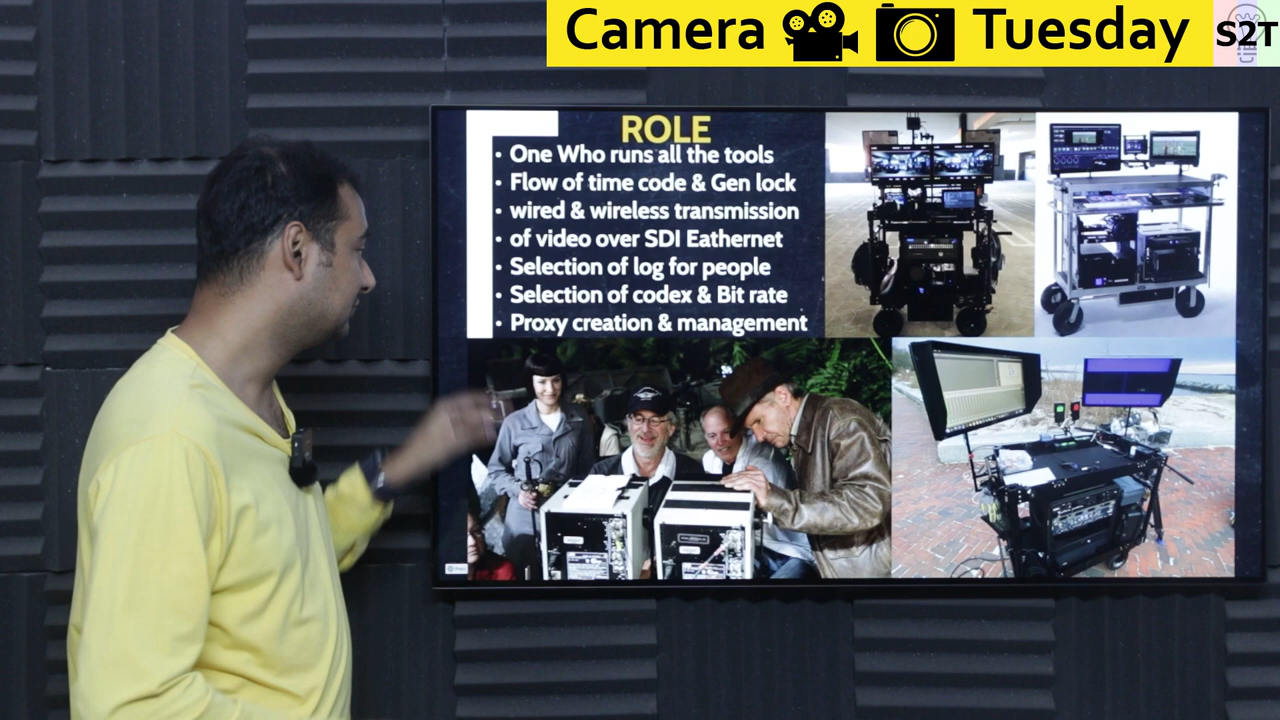 Camera Tuesday
S2T
ROLE
• One Who runs all the tools
• Flow of time code & Gen lock
• wired & wireless transmission
• of video over SDI Eathernet
• Selection of log for people
• Selection of codex & Bit rate
• Proxy creation & management